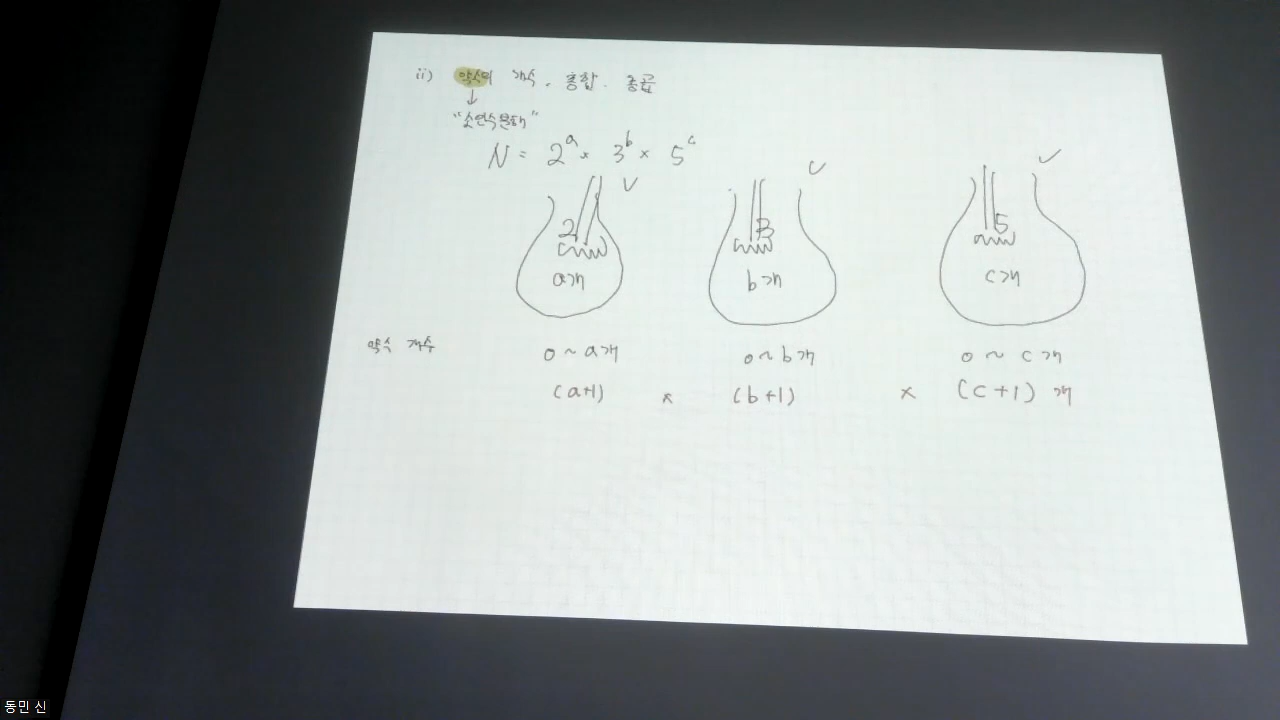 ii) 약수의 개수. 총합. 총곱
↓
"소인수분해"
N = 2^a × 3^b × 5^c
2 3 5
a개 b개 c개
약수 개수 0 ~ a개 0 ~ b개 0 ~ c개
(a+1) × (b+1) × (c+1) 개
동민 신